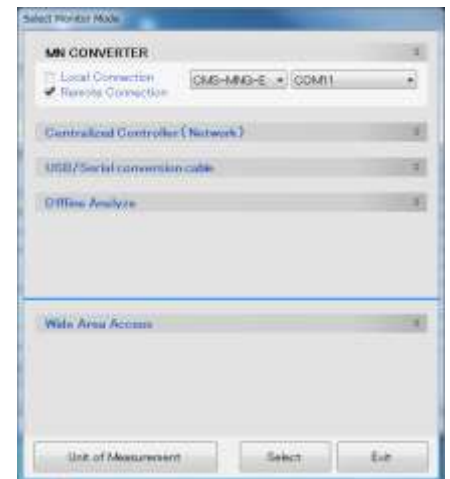 Select Monitor Mode
MN CONVERTER
Local Connection
CMS-MNG-E
COM11
Remote Connection
Centralized Controller (Network)
USB/Serial conversion cable
Offline Analyze
Wide Area Access
Unit of Measurement
Select
Exit